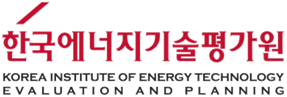 한국에너지기술평가원
KOREA INSTITUTE OF ENERGY TECHNOLOGY
EVALUATION AND PLANNING